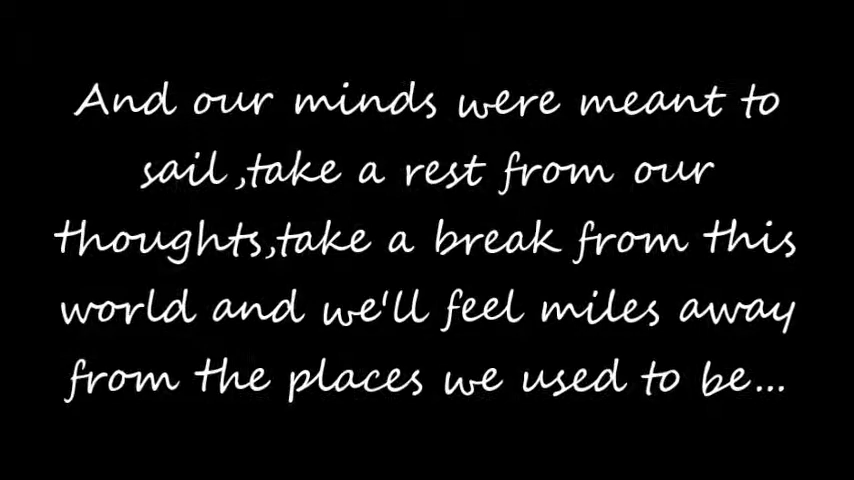 And our minds were meant to
sail ,take a rest from our
thoughts,take a break from this
world and we'll feel miles away
from the places we used to be...